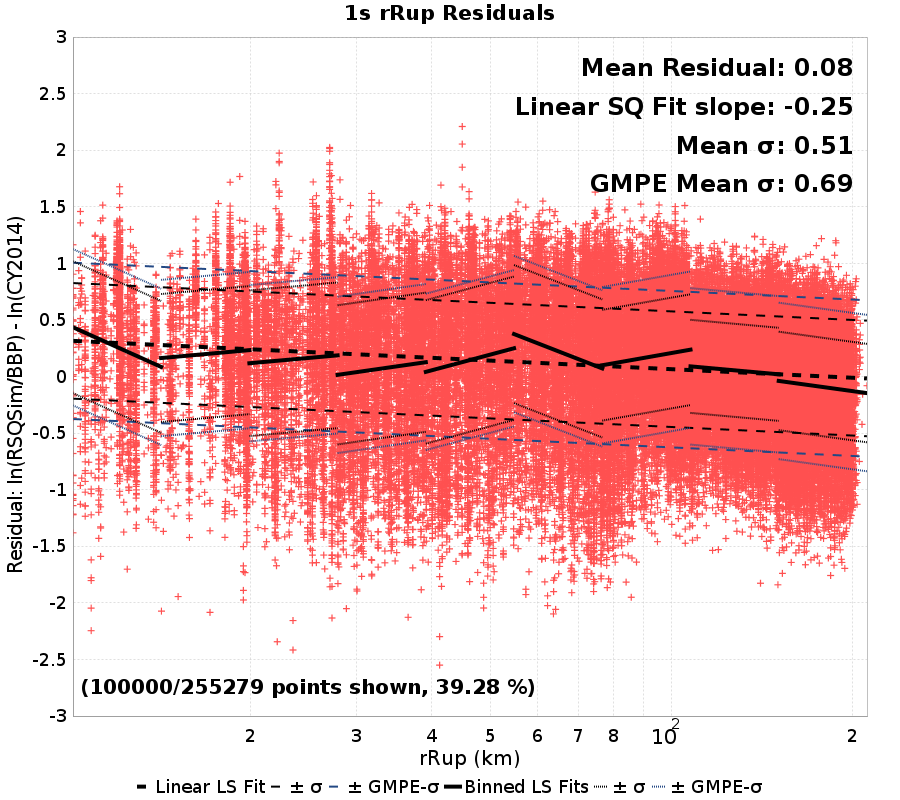 1s rRup Residuals
Residual: ln(RSQSim/BBP) - ln(CY2014)
3
2.5
2
1.5
1
0.5
0
-0.5
-1
-1.5
-2
-2.5
-3
Mean Residual: 0.08
Linear SQ Fit slope: -0.25
Mean σ: 0.51
GMPE Mean σ: 0.69
(100000/255279 points shown, 39.28 %)
2 3 4 5 6 7 8 10² 2
rRup (km)
Linear LS Fit ± σ ± GMPE-σ Binned LS Fits ± σ ± GMPE-σ